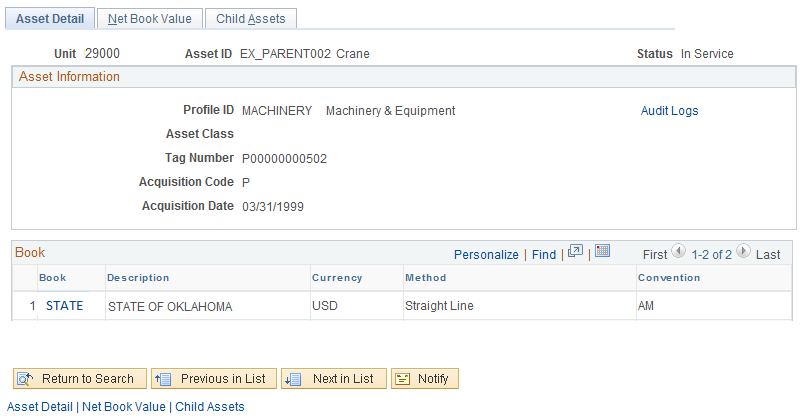 Asset Detail Net Book Value Child Assets
Unit 29000 Asset ID EX_PARENT002 Crane Status In Service
Asset Information
Profile ID MACHINERY Machinery & Equipment Audit Logs
Asset Class
Tag Number P00000000502
Acquisition Code P
Acquisition Date 03/31/1999
Book Personalize | Find | | First 1-2 of 2 Last
Book Description Currency Method Convention
1 STATE STATE OF OKLAHOMA USD Straight Line AM
Return to Search Previous in List Next in List Notify
Asset Detail | Net Book Value | Child Assets